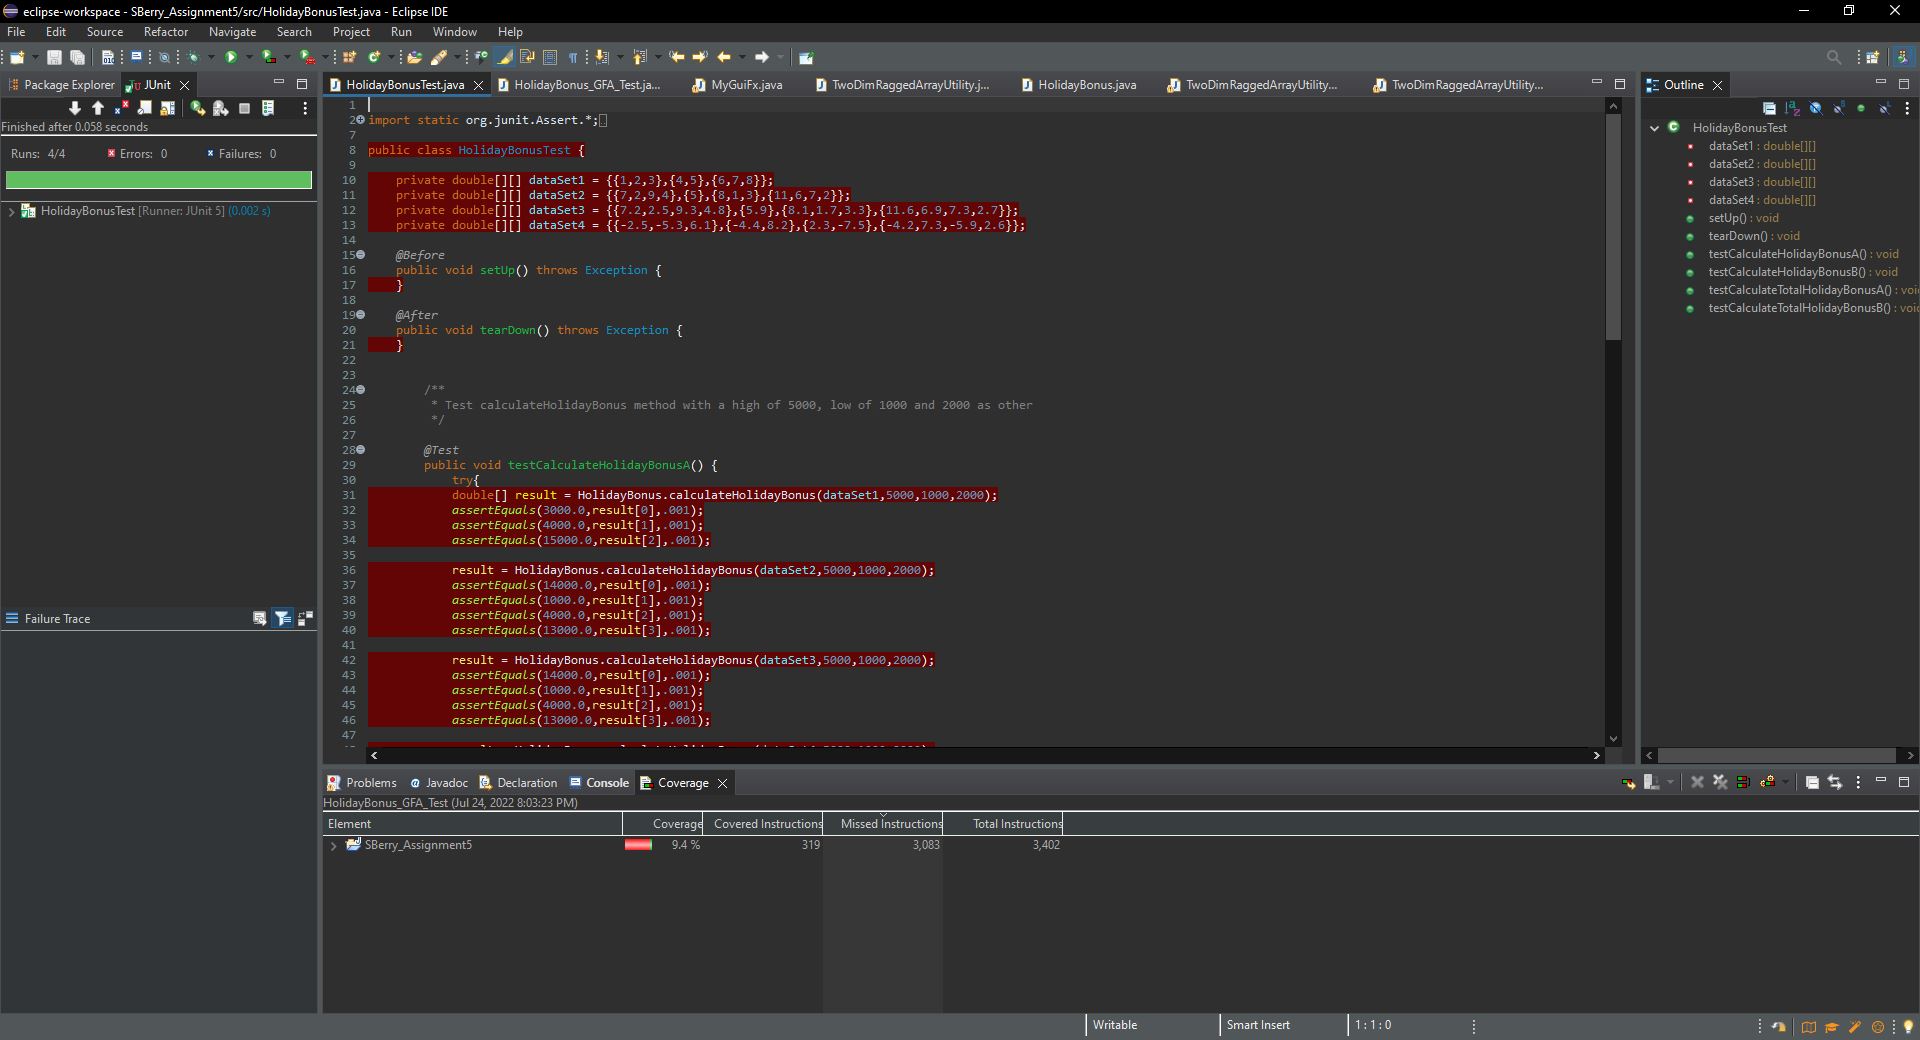 eclipse-workspace - SBerry_Assignment5/src/HolidayBonusTest.java - Eclipse IDE
File Edit Source Refactor Navigate Search Project Run Window Help
Package Explorer JUnit
Finished after 0.058 seconds
Runs: 4/4 Errors: 0 Failures: 0
HolidayBonusTest [Runner: JUnit 5] (0.002 s)
Failure Trace
HolidayBonusTest.java HolidayBonus_GFA_Test.ja... MyGuiFx.java TwoDimRaggedArrayUtility.j... HolidayBonus.java TwoDimRaggedArrayUtility... TwoDimRaggedArrayUtility...
1
2 import static org.junit.Assert.*;
7
8 public class HolidayBonusTest {
9
10 private double[][] dataSet1 = {{1,2,3},{4,5},{6,7,8}};
11 private double[][] dataSet2 = {{7,2,9,4},{5},{8,1,3},{11,6,7,2}};
12 private double[][] dataSet3 = {{7.2,2.5,9.3,4.8},{5.9},{8.1,1.7,3.3},{11.6,6.9,7.3,2.7}};
13 private double[][] dataSet4 = {{-2.5,-5.3,6.1},{-4.4,8.2},{2.3,-7.5},{-4.2,7.3,-5.9,2.6}};
14
15 @Before
16 public void setUp() throws Exception {
17 }
18
19 @After
20 public void tearDown() throws Exception {
21 }
22
23
24 /**
25 * Test calculateHolidayBonus method with a high of 5000, low of 1000 and 2000 as other
26 */
27
28 @Test
29 public void testCalculateHolidayBonusA() {
30 try{
31 double[] result = HolidayBonus.calculateHolidayBonus(dataSet1,5000,1000,2000);
32 assertEquals(3000.0,result[0],.001);
33 assertEquals(4000.0,result[1],.001);
34 assertEquals(15000.0,result[2],.001);
35
36 result = HolidayBonus.calculateHolidayBonus(dataSet2,5000,1000,2000);
37 assertEquals(14000.0,result[0],.001);
38 assertEquals(1000.0,result[1],.001);
39 assertEquals(4000.0,result[2],.001);
40 assertEquals(13000.0,result[3],.001);
41
42 result = HolidayBonus.calculateHolidayBonus(dataSet3,5000,1000,2000);
43 assertEquals(14000.0,result[0],.001);
44 assertEquals(1000.0,result[1],.001);
45 assertEquals(4000.0,result[2],.001);
46 assertEquals(13000.0,result[3],.001);
47
Outline
HolidayBonusTest
dataSet1 : double[][]
dataSet2 : double[][]
dataSet3 : double[][]
dataSet4 : double[][]
setUp() : void
tearDown() : void
testCalculateHolidayBonusA() : void
testCalculateHolidayBonusB() : void
testCalculateTotalHolidayBonusA() : voi
testCalculateTotalHolidayBonusB() : voi
Problems Javadoc Declaration Console Coverage
HolidayBonus_GFA_Test (Jul 24, 2022 8:03:23 PM)
Element Coverage Covered Instructions Missed Instructions Total Instructions
SBerry_Assignment5 9.4 % 319 3,083 3,402
Writable Smart Insert 1 : 1 : 0